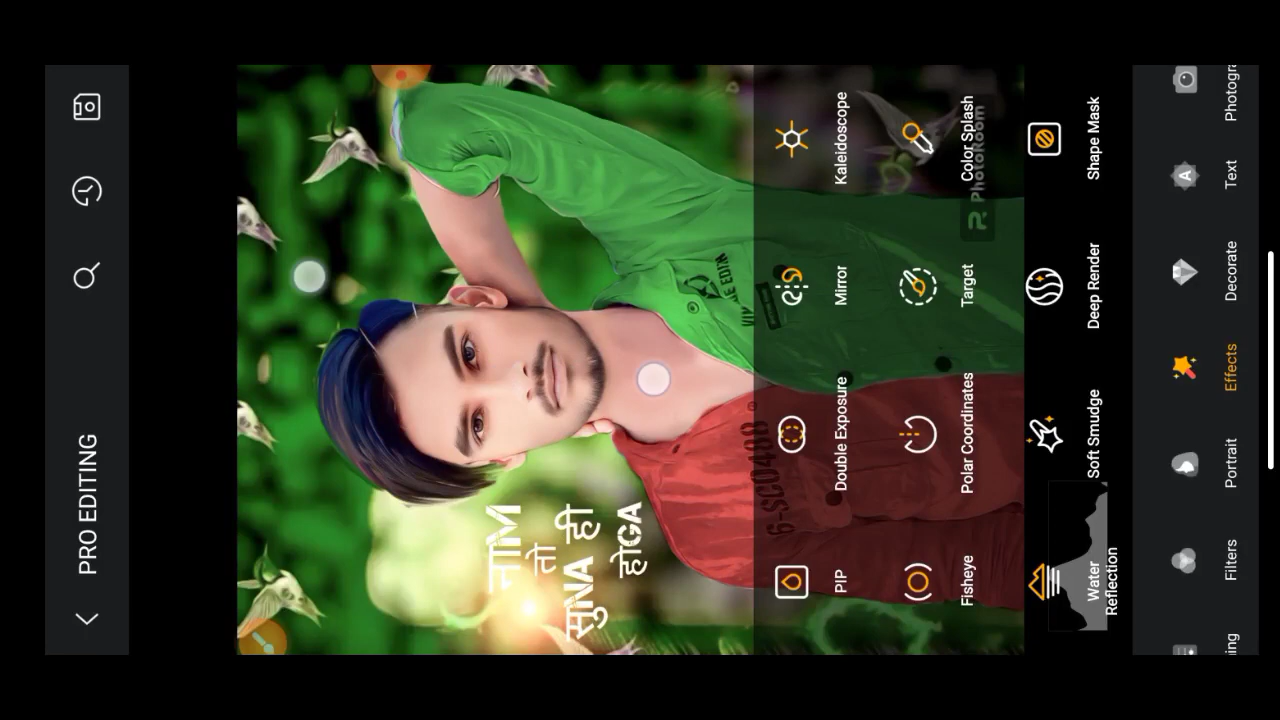 PRO EDITING
नाM
तो
सुNA ही
होGA
PhotoRoom
PIP
Double Exposure
Mirror
Kaleidoscope
Fisheye
Polar Coordinates
Target
Color Splash
Water
Reflection
Soft Smudge
Deep Render
Shape Mask
Filters
Portrait
Effects
Decorate
Text